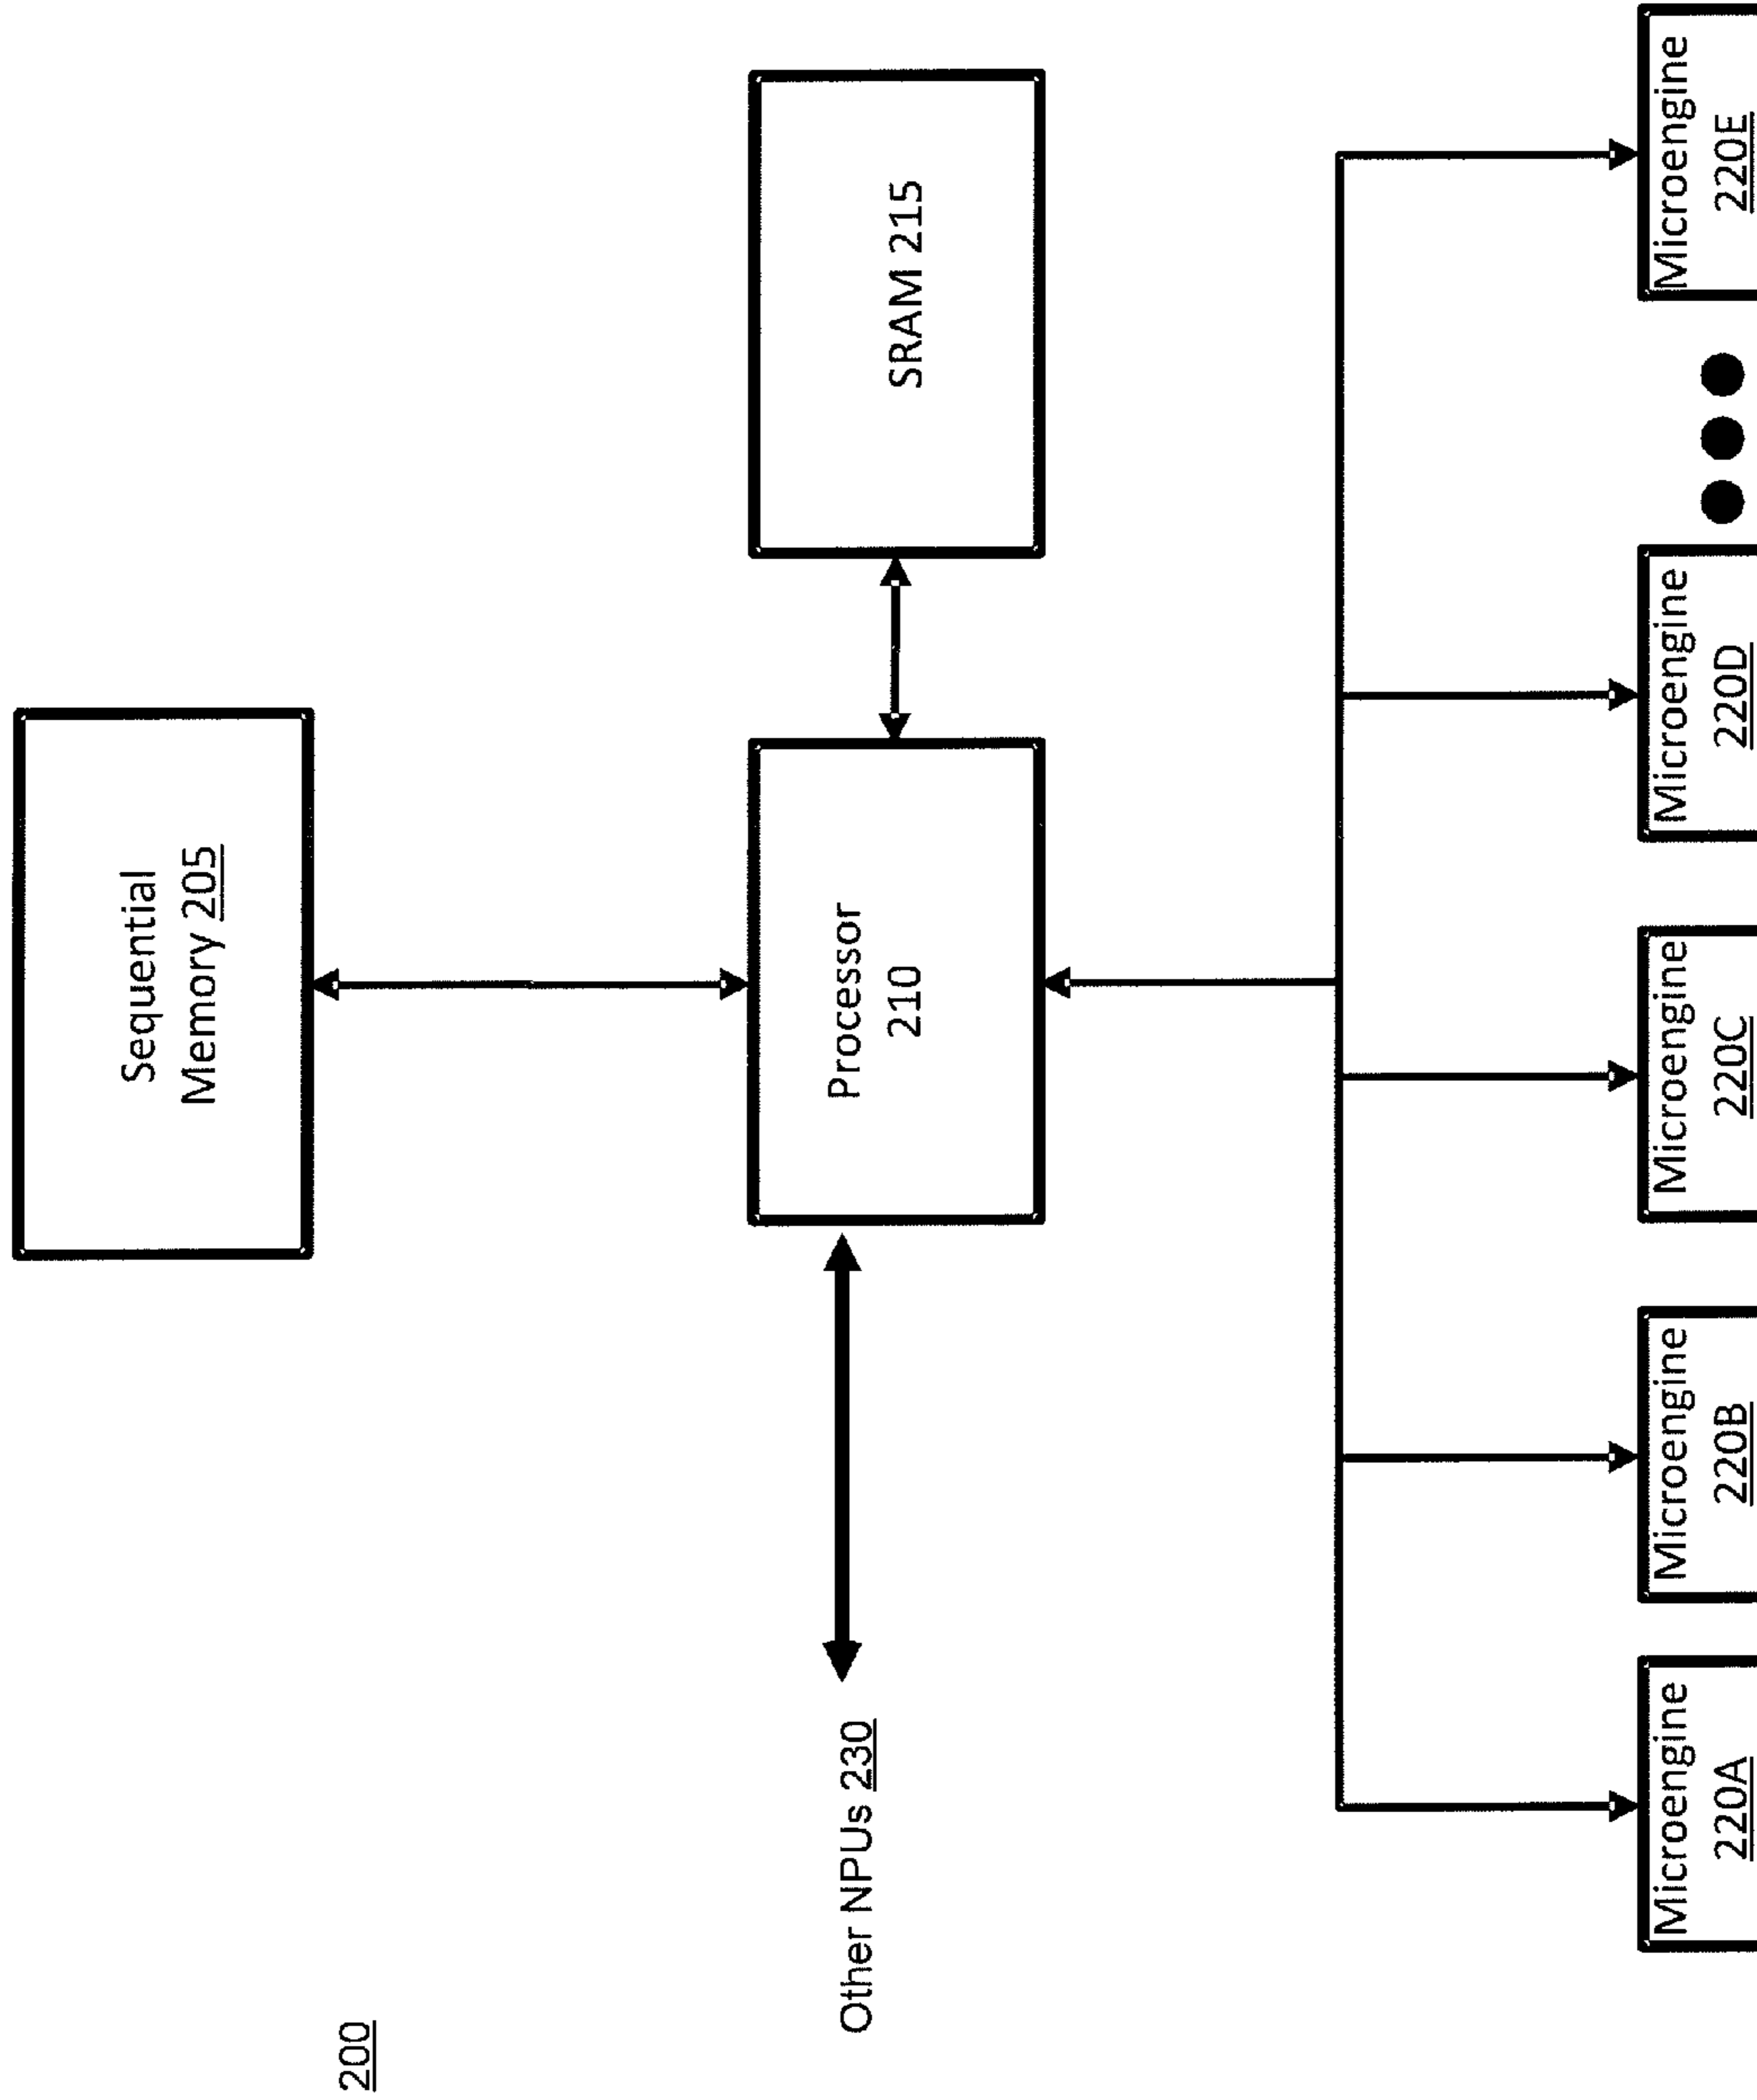 200
Sequential
Memory 205
Other NPUs 230
Processor
210
SRAM 215
Microengine
220A
Microengine
220B
Microengine
220C
Microengine
220D
Microengine
220E